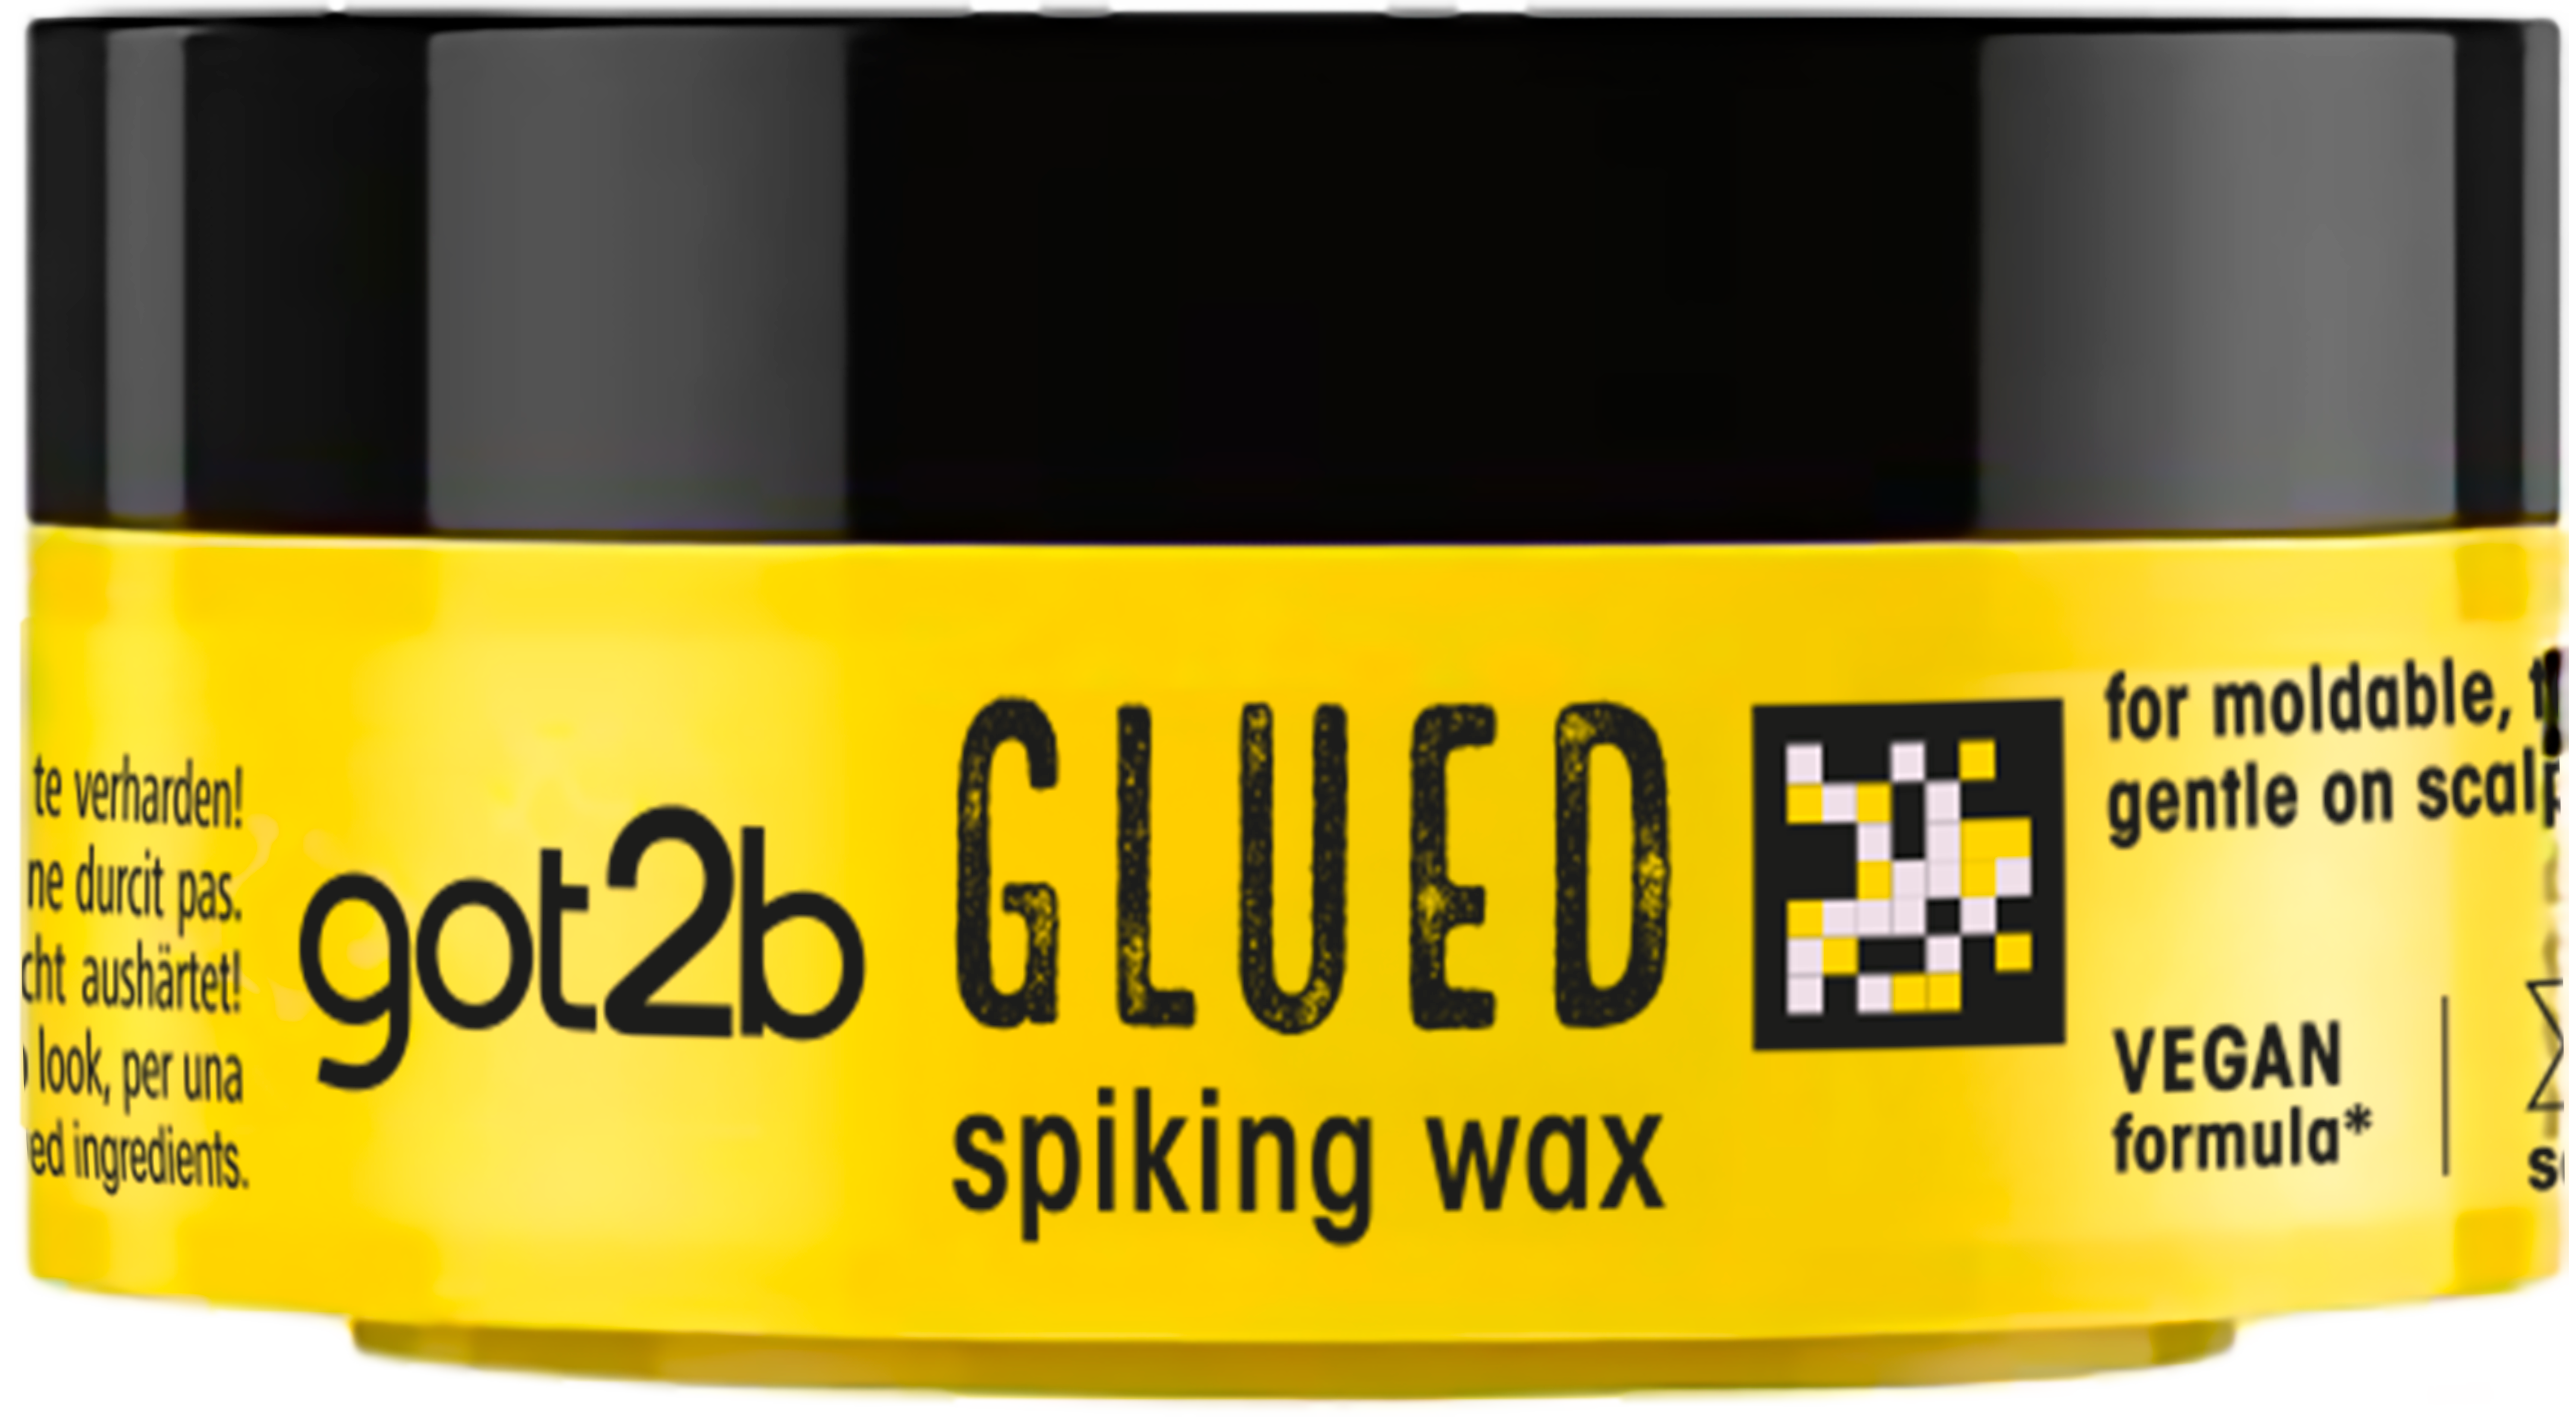 te verharden!
ne durcit pas.
cht aushärtet!
look, per una
ed ingredients.
got2b
GLUED
spiking wax
for moldable,
gentle on scalp
VEGAN
formula*